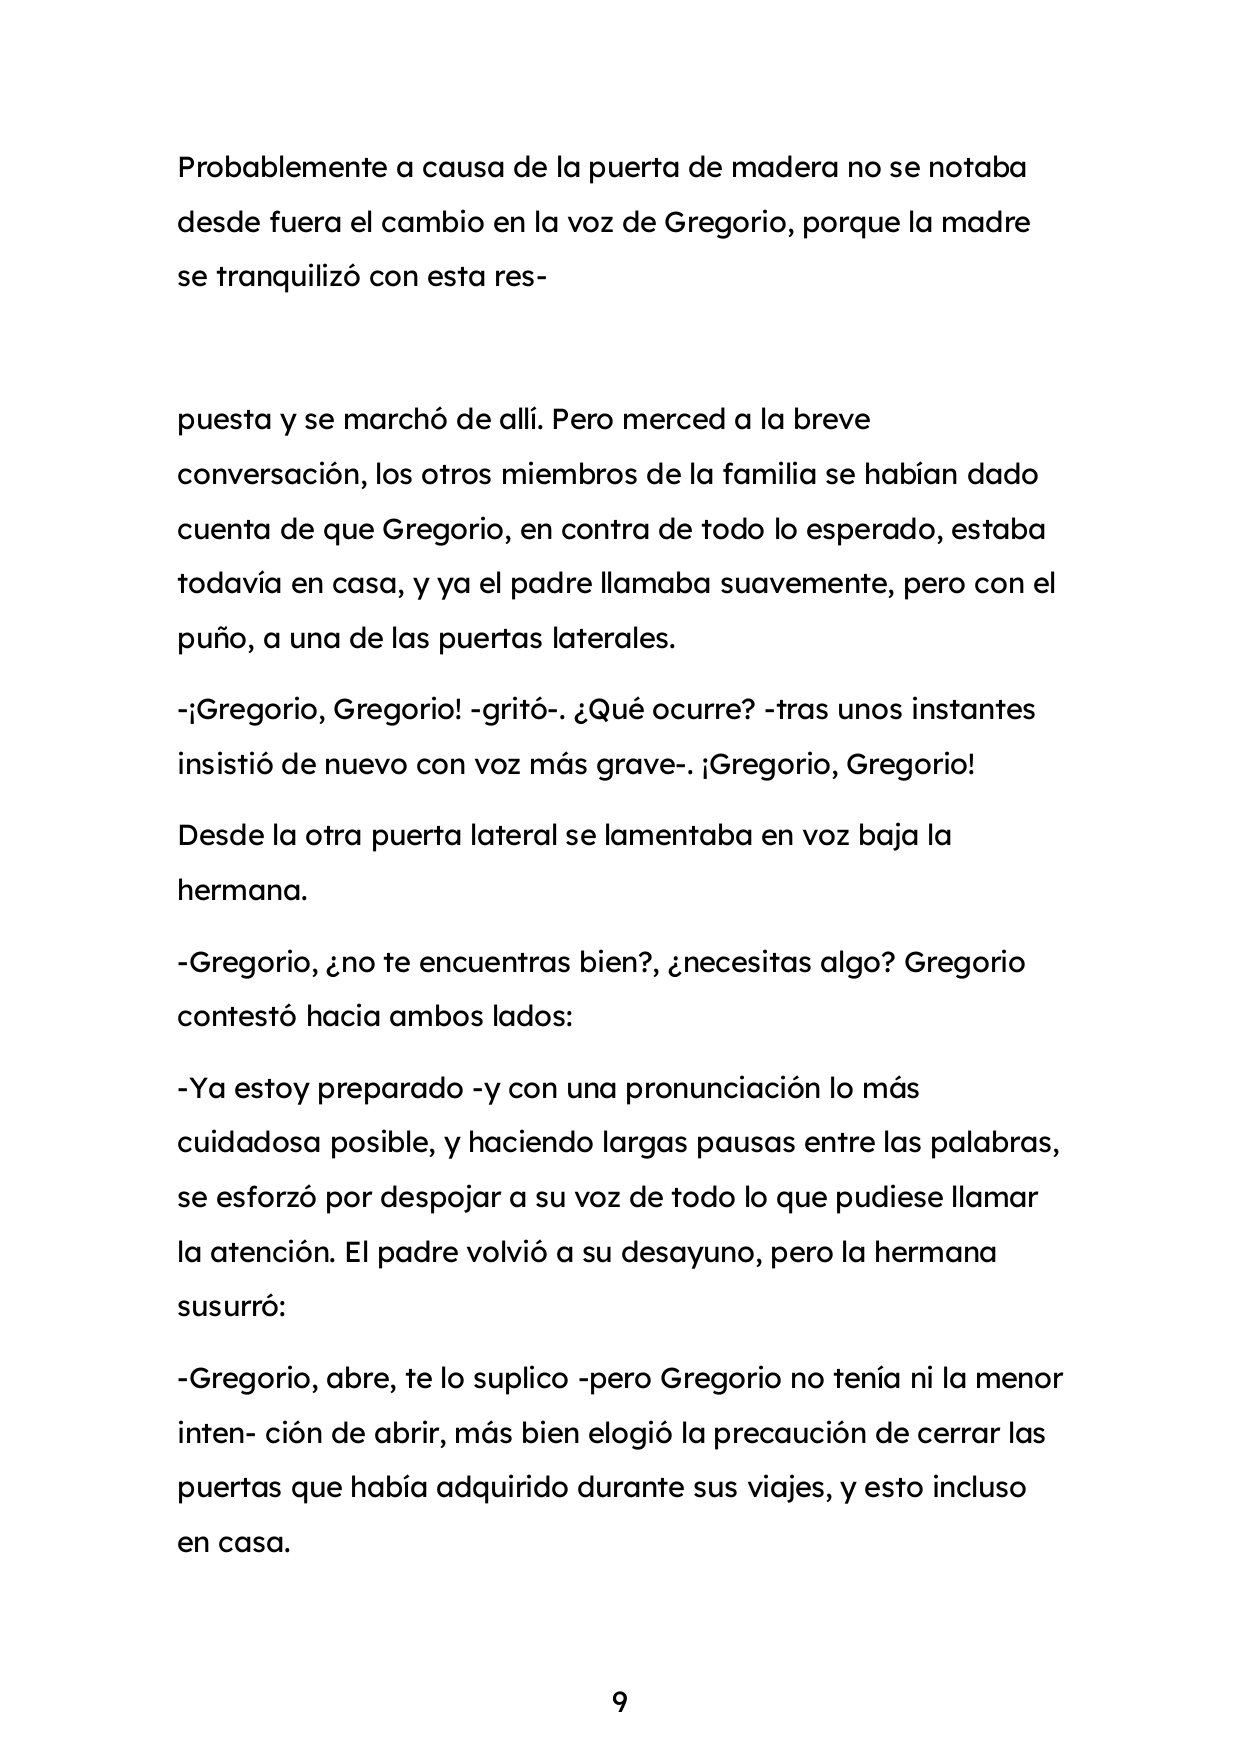 Probablemente a causa de la puerta de madera no se notaba
desde fuera el cambio en la voz de Gregorio, porque la madre
se tranquilizó con esta res-
puesta y se marchó de allí. Pero merced a la breve
conversación, los otros miembros de la familia se habían dado
cuenta de que Gregorio, en contra de todo lo esperado, estaba
todavía en casa, y ya el padre llamaba suavemente, pero con el
puño, a una de las puertas laterales.
-¡Gregorio, Gregorio! -gritó-. ¿Qué ocurre? -tras unos instantes
insistió de nuevo con voz más grave-. ¡Gregorio, Gregorio!
Desde la otra puerta lateral se lamentaba en voz baja la
hermana.
-Gregorio, ¿no te encuentras bien?, ¿necesitas algo? Gregorio
contestó hacia ambos lados:
-Ya estoy preparado -y con una pronunciación lo más
cuidadosa posible, y haciendo largas pausas entre las palabras,
se esforzó por despojar a su voz de todo lo que pudiese llamar
la atención. El padre volvió a su desayuno, pero la hermana
susurró:
-Gregorio, abre, te lo suplico -pero Gregorio no tenía ni la menor
inten- ción de abrir, más bien elogió la precaución de cerrar las
puertas que había adquirido durante sus viajes, y esto incluso
en casa.
9